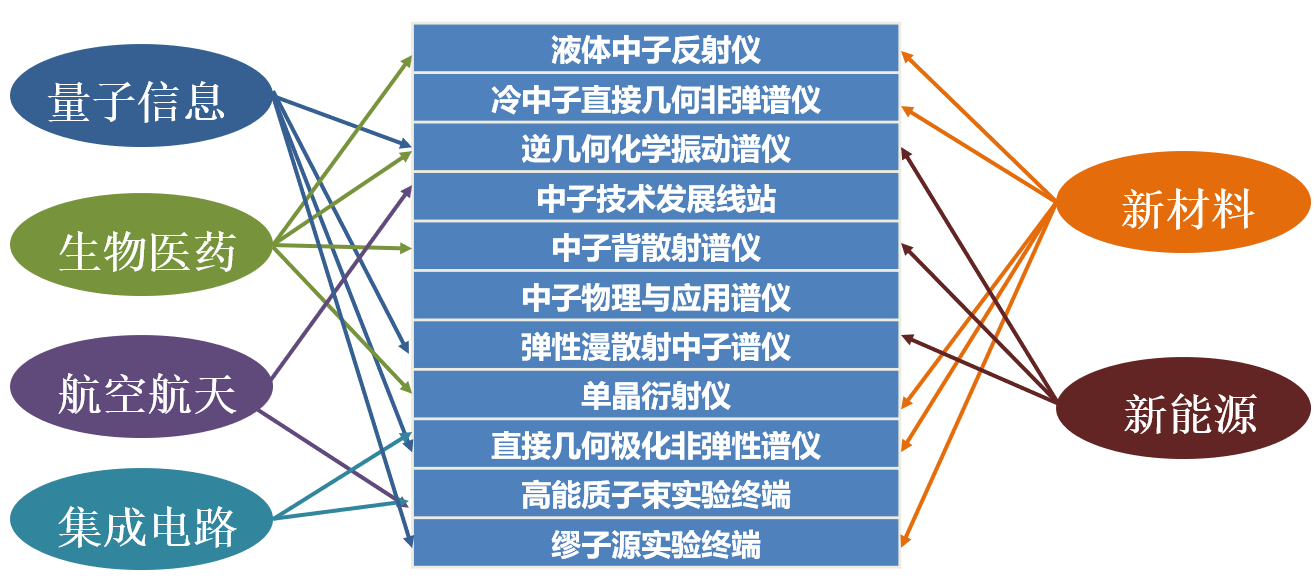 量子信息
生物医药
航空航天
集成电路
液体中子反射仪
冷中子直接几何非弹谱仪
逆几何化学振动谱仪
中子技术发展线站
中子背散射谱仪
中子物理与应用谱仪
弹性漫散射中子谱仪
单晶衍射仪
直接几何极化非弹性谱仪
高能质子束实验终端
缪子源实验终端
新材料
新能源